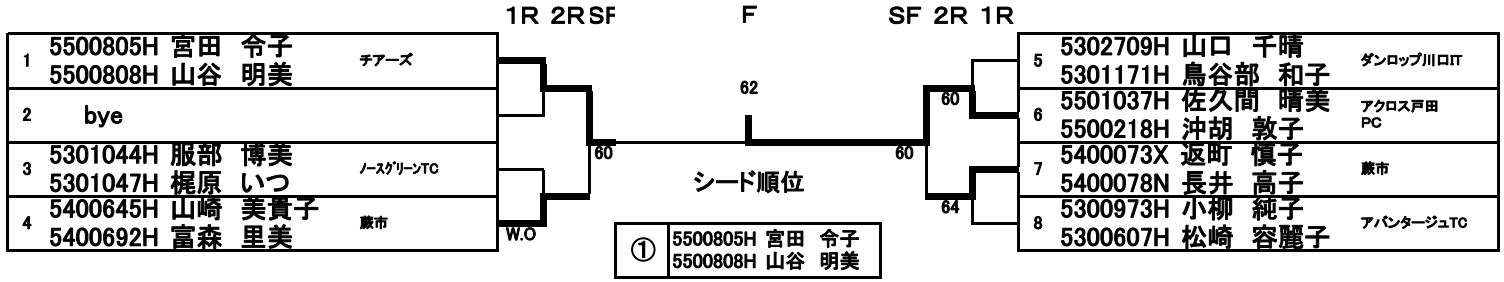 1R 2R SF F SF 2R 1R
1 5500805H 宮田 令子 チアーズ
5500808H 山谷 明美
2 bye
3 5301044H 服部 博美 ノースグリーンTC
5301047H 梶原 いつ
4 5400645H 山崎 美貴子 蕨市
5400692H 富森 里美
W.O
60
62
60
60
64
5 5302709H 山口 千晴 ダンロップ川口IT
5301171H 鳥谷部 和子
6 5501037H 佐久間 晴美 アクロス戸田
5500218H 沖胡 敦子 PC
7 5400073X 返町 慎子 蕨市
5400078N 長井 高子
8 5300973H 小柳 純子 アバンタージュTC
5300607H 松崎 容麗子
シード順位
① 5500805H 宮田 令子
5500808H 山谷 明美